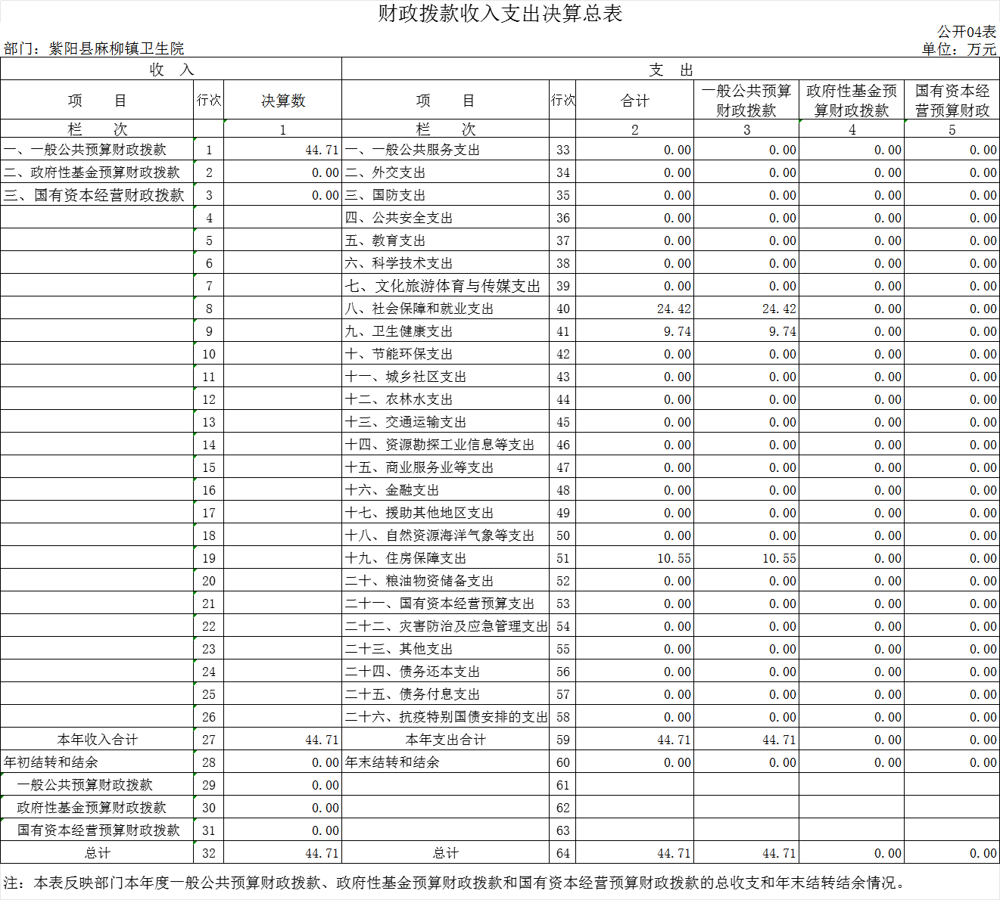 财政拨款收入支出决算总表
公开04表
部门：紫阳县麻柳镇卫生院 单位：万元
收 入 支 出
项 目 行次 决算数 项 目 行次 合计 一般公共预算财政拨款 政府性基金预算财政拨款 国有资本经营预算财政
栏 次 1 栏 次 2 3 4 5
一、一般公共预算财政拨款 1 44.71 一、一般公共服务支出 33 0.00 0.00 0.00 0.00
二、政府性基金预算财政拨款 2 0.00 二、外交支出 34 0.00 0.00 0.00 0.00
三、国有资本经营财政拨款 3 0.00 三、国防支出 35 0.00 0.00 0.00 0.00
4 四、公共安全支出 36 0.00 0.00 0.00 0.00
5 五、教育支出 37 0.00 0.00 0.00 0.00
6 六、科学技术支出 38 0.00 0.00 0.00 0.00
7 七、文化旅游体育与传媒支出 39 0.00 0.00 0.00 0.00
8 八、社会保障和就业支出 40 24.42 24.42 0.00 0.00
9 九、卫生健康支出 41 9.74 9.74 0.00 0.00
10 十、节能环保支出 42 0.00 0.00 0.00 0.00
11 十一、城乡社区支出 43 0.00 0.00 0.00 0.00
12 十二、农林水支出 44 0.00 0.00 0.00 0.00
13 十三、交通运输支出 45 0.00 0.00 0.00 0.00
14 十四、资源勘探工业信息等支出 46 0.00 0.00 0.00 0.00
15 十五、商业服务业等支出 47 0.00 0.00 0.00 0.00
16 十六、金融支出 48 0.00 0.00 0.00 0.00
17 十七、援助其他地区支出 49 0.00 0.00 0.00 0.00
18 十八、自然资源海洋气象等支出 50 0.00 0.00 0.00 0.00
19 十九、住房保障支出 51 10.55 10.55 0.00 0.00
20 二十、粮油物资储备支出 52 0.00 0.00 0.00 0.00
21 二十一、国有资本经营预算支出 53 0.00 0.00 0.00 0.00
22 二十二、灾害防治及应急管理支出 54 0.00 0.00 0.00 0.00
23 二十三、其他支出 55 0.00 0.00 0.00 0.00
24 二十四、债务还本支出 56 0.00 0.00 0.00 0.00
25 二十五、债务付息支出 57 0.00 0.00 0.00 0.00
26 二十六、抗疫特别国债安排的支出 58 0.00 0.00 0.00 0.00
本年收入合计 27 44.71 本年支出合计 59 44.71 44.71 0.00 0.00
年初结转和结余 28 0.00 年末结转和结余 60 0.00 0.00 0.00 0.00
一般公共预算财政拨款 29 0.00 61
政府性基金预算财政拨款 30 0.00 62
国有资本经营预算财政拨款 31 0.00 63
总计 32 44.71 总计 64 44.71 44.71 0.00 0.00
注：本表反映部门本年度一般公共预算财政拨款、政府性基金预算财政拨款和国有资本经营预算财政拨款的总收支和年末结转结余情况。